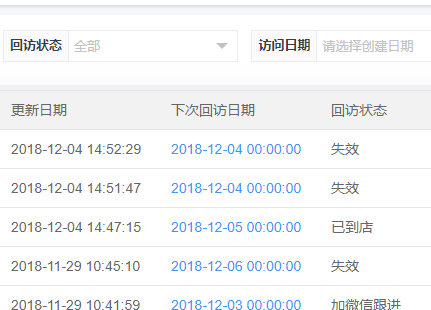 回访状态 全部 访问日期 请选择创建日期
更新日期 下次回访日期 回访状态
2018-12-04 14:52:29 2018-12-04 00:00:00 失效
2018-12-04 14:51:47 2018-12-04 00:00:00 失效
2018-12-04 14:47:15 2018-12-05 00:00:00 已到店
2018-11-29 10:45:10 2018-12-06 00:00:00 失效
2018-11-29 10:41:59 2018-12-03 00:00:00 加微信跟进